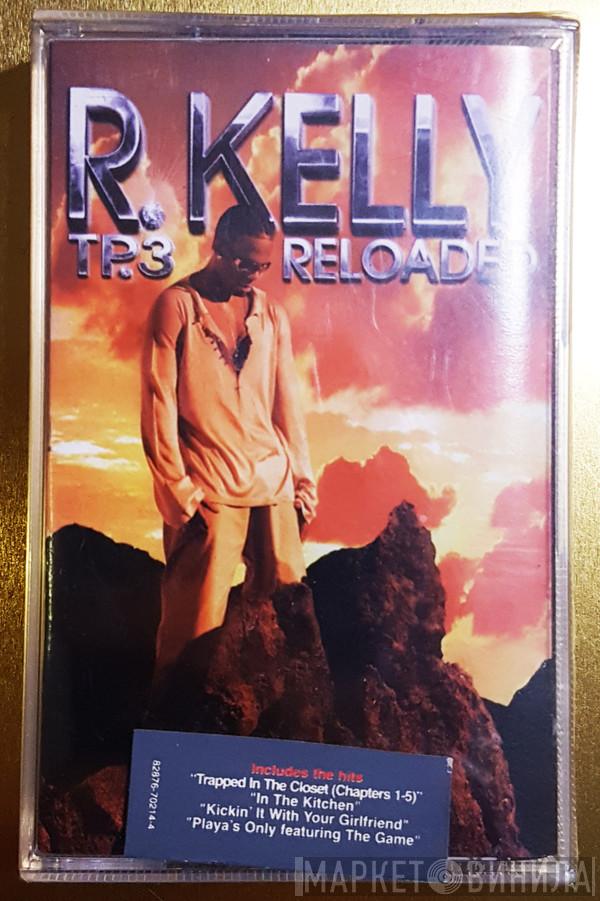 R. KELLY
TP.3 RELOADED
Includes the hits
"Trapped In The Closet (Chapters 1-5)"
"In The Kitchen"
"Kickin' It With Your Girlfriend"
"Playa's Only featuring The Game"
82876-70214-4
МАРКЕТ ВИНИЛА